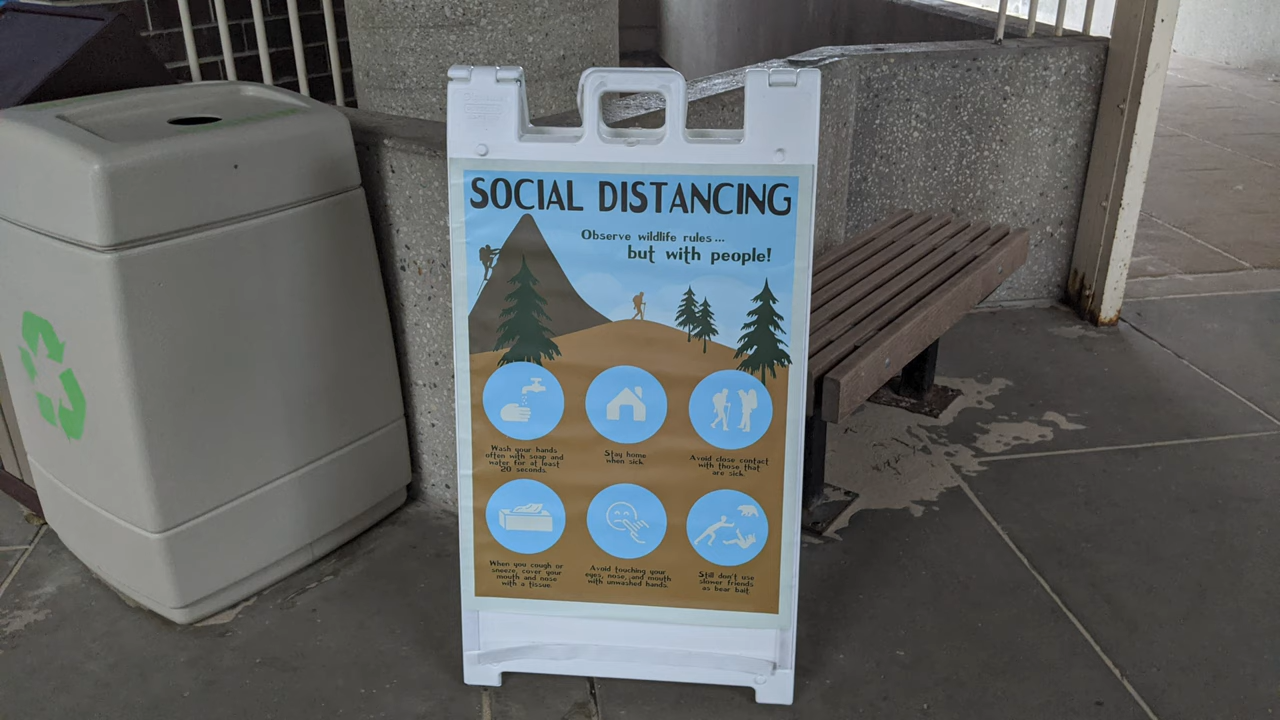 SOCIAL DISTANCING
Observe wildlife rules...
but with people!
Wash your hands
often with soap and
water for at least
20 seconds.
Stay home
when sick.
Avoid close contact
with those that
are sick.
When you cough or
sneeze, cover your
mouth and nose
with a tissue.
Avoid touching your
eyes, nose, and mouth
with unwashed hands.
Still don't use
slower friends
as bear bait.